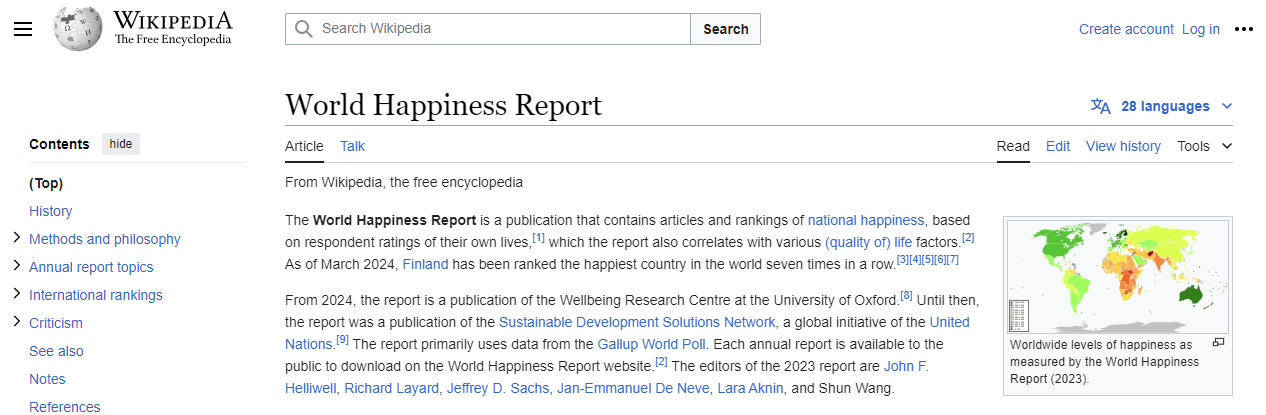 WIKIPEDIA
The Free Encyclopedia
Search Wikipedia
Search
Create account Log in
World Happiness Report
28 languages
Contents hide
Article Talk
Read Edit View history Tools
(Top)
History
Methods and philosophy
Annual report topics
International rankings
Criticism
See also
Notes
References
From Wikipedia, the free encyclopedia
The World Happiness Report is a publication that contains articles and rankings of national happiness, based
on respondent ratings of their own lives,[1] which the report also correlates with various (quality of) life factors.[2]
As of March 2024, Finland has been ranked the happiest country in the world seven times in a row.[3][4][5][6][7]
From 2024, the report is a publication of the Wellbeing Research Centre at the University of Oxford.[8] Until then,
the report was a publication of the Sustainable Development Solutions Network, a global initiative of the United
Nations.[9] The report primarily uses data from the Gallup World Poll. Each annual report is available to the
public to download on the World Happiness Report website.[2] The editors of the 2023 report are John F.
Helliwell, Richard Layard, Jeffrey D. Sachs, Jan-Emmanuel De Neve, Lara Aknin, and Shun Wang.
Worldwide levels of happiness as
measured by the World Happiness
Report (2023).